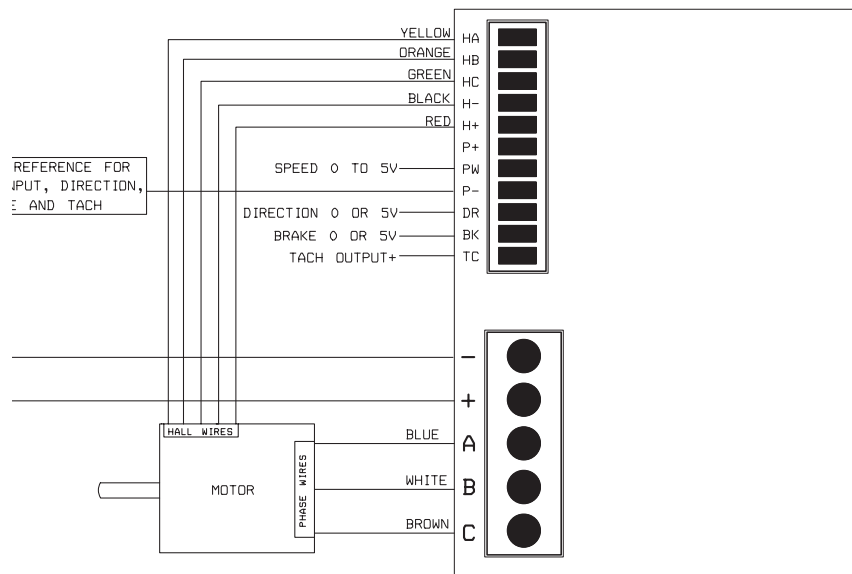 YELLOW HA
ORANGE HB
GREEN HC
BLACK H-
RED H+
P+
SPEED 0 TO 5V PW
P-
REFERENCE FOR
NPUT, DIRECTION,
E AND TACH
DIRECTION 0 OR 5V DR
BRAKE 0 OR 5V BK
TACH OUTPUT+ TC
-
+
HALL WIRES
BLUE A
WHITE B
BROWN C
MOTOR
PHASE WIRES